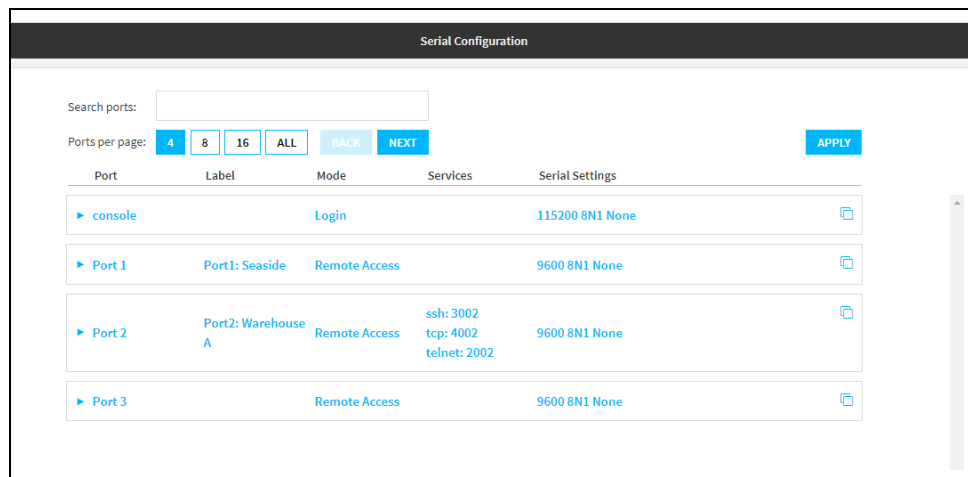 Serial Configuration
Search ports:
Ports per page: 4 8 16 ALL BACK NEXT APPLY
Port Label Mode Services Serial Settings
console Login 115200 8N1 None
Port 1 Port1: Seaside Remote Access 9600 8N1 None
Port 2 Port2: Warehouse A Remote Access ssh: 3002 tcp: 4002 telnet: 2002 9600 8N1 None
Port 3 Remote Access 9600 8N1 None